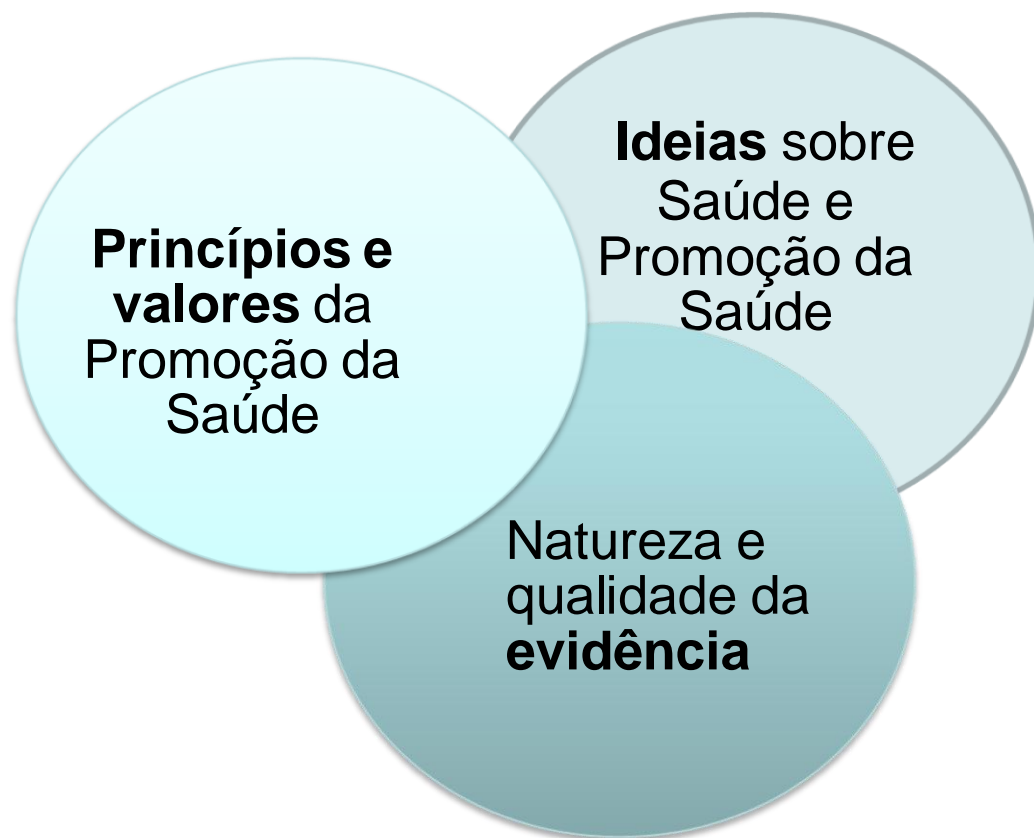 Princípios e
valores da
Promoção da
Saúde
Ideias sobre
Saúde e
Promoção da
Saúde
Natureza e
qualidade da
evidência